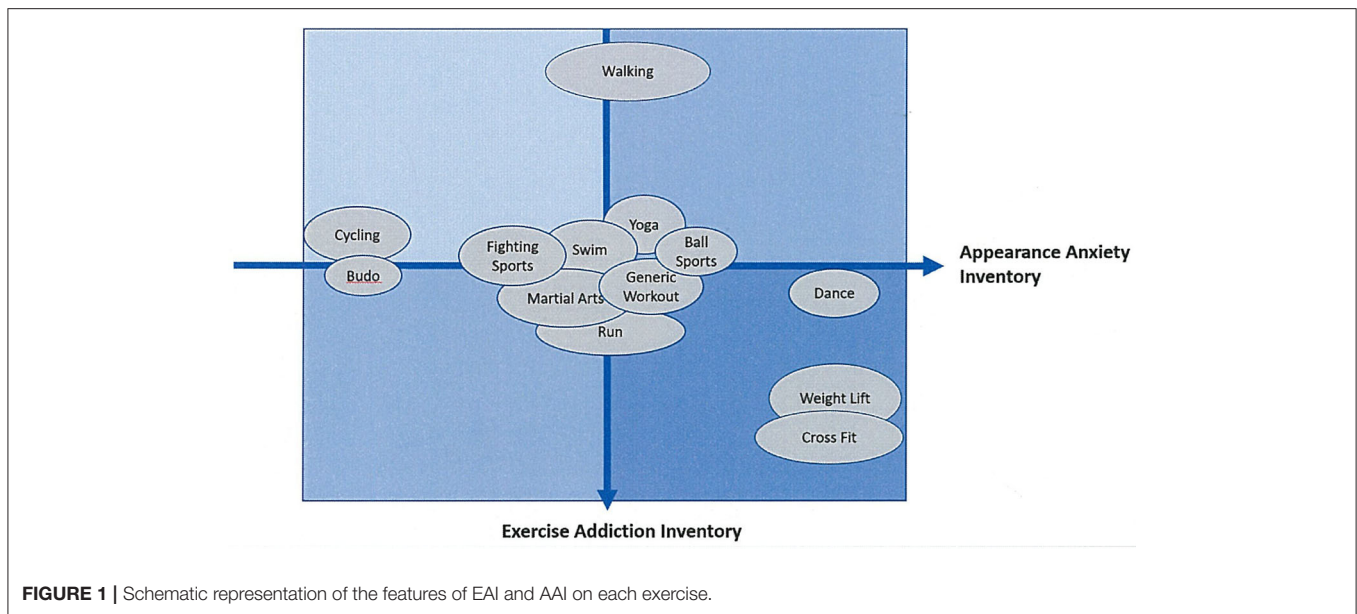 Walking
Cycling
Budo
Fighting
Sports
Swim
Yoga
Ball
Sports
Martial Arts
Generic
Workout
Run
Dance
Weight Lift
Cross Fit
Appearance Anxiety
Inventory
Exercise Addiction Inventory
FIGURE 1 | Schematic representation of the features of EAI and AAI on each exercise.